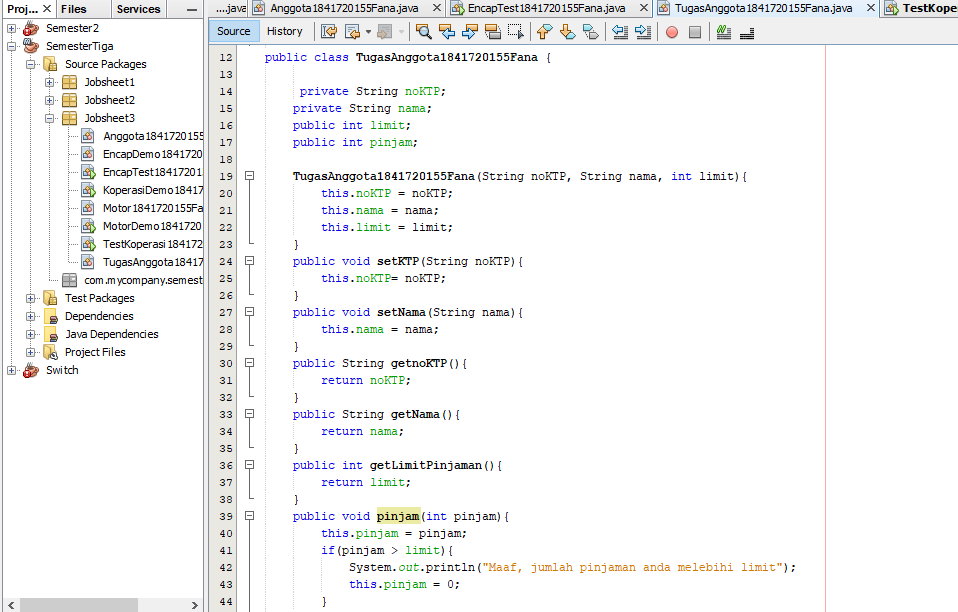 Proj... Files Services
....java Anggota1841720155Fana.java EncapTest1841720155Fana.java TugasAnggota1841720155Fana.java TestKope
Source History
Semester2
SemesterTiga
Source Packages
Jobsheet1
Jobsheet2
Jobsheet3
Anggota184172015
EncapDemo1841720
EncapTest1841720
KoperasiDemo18417
Motor1841720155Fa
MotorDemo1841720
TestKoperasi184172
TugasAnggota18417
com.mycompany.semest
Test Packages
Dependencies
Java Dependencies
Project Files
Switch
12 public class TugasAnggota1841720155Fana {
13
14 private String noKTP;
15 private String nama;
16 public int limit;
17 public int pinjam;
18
19 TugasAnggota1841720155Fana(String noKTP, String nama, int limit){
20 this.noKTP = noKTP;
21 this.nama = nama;
22 this.limit = limit;
23 }
24 public void setKTP(String noKTP){
25 this.noKTP= noKTP;
26 }
27 public void setNama(String nama){
28 this.nama = nama;
29 }
30 public String getnoKTP(){
31 return noKTP;
32 }
33 public String getNama(){
34 return nama;
35 }
36 public int getLimitPinjaman(){
37 return limit;
38 }
39 public void pinjam(int pinjam){
40 this.pinjam = pinjam;
41 if(pinjam > limit){
42 System.out.println("Maaf, jumlah pinjaman anda melebihi limit");
43 this.pinjam = 0;
44 }